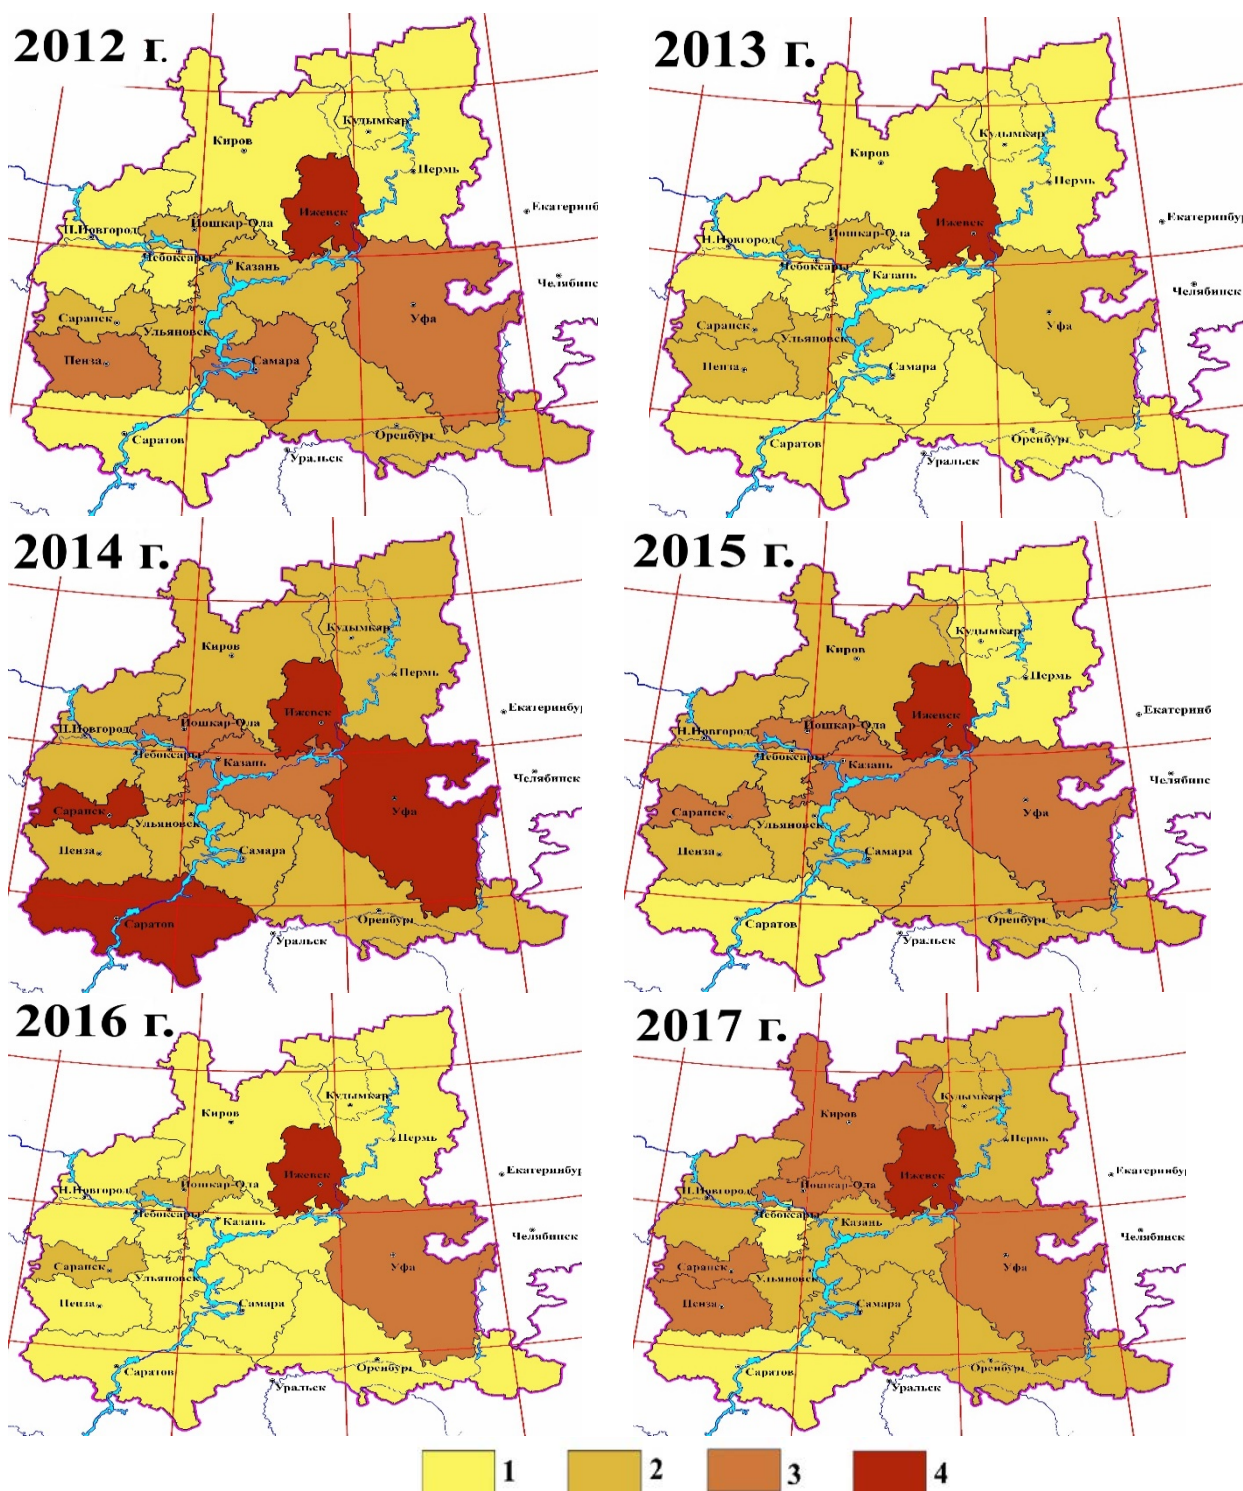 2012 г.
Кудымкар
Киров
Пермь
Екатеринб
Ижевск
Йошкар-Ола
Н.Новгород
Чебоксары
Казань
Челябинс
Саранск
Ульяновск
Уфа
Пенза
Самара
Саратов
Оренбург
Уральск
2013 г.
Кудымкар
Киров
Пермь
Екатеринбур
Ижевск
Йошкар-Ола
Н.Новгород
Чебоксары
Казань
Челябинск
Саранск
Ульяновск
Уфа
Пенза
Самара
Саратов
Оренбург
Уральск
2014 г.
Кудымкар
Киров
Пермь
Екатеринбур
Ижевск
Йошкар-Ола
Н.Новгород
Чебоксары
Казань
Челябинск
Саранск
Ульяновск
Уфа
Пенза
Самара
Саратов
Оренбург
Уральск
2015 г.
Кудымкар
Киров
Пермь
Екатеринб
Ижевск
Йошкар-Ола
Н.Новгород
Чебоксары
Казань
Челябинс
Саранск
Ульяновск
Уфа
Пенза
Самара
Саратов
Оренбург
Уральск
2016 г.
Кудымкар
Киров
Пермь
Екатеринбу
Ижевск
Йошкар-Ола
Н.Новгород
Чебоксары
Казань
Челябинск
Саранск
Ульяновск
Уфа
Пенза
Самара
Саратов
Оренбург
Уральск
2017 г.
Кудымкар
Киров
Пермь
Екатеринбу
Ижевск
Йошкар-Ола
Н.Новгород
Чебоксары
Казань
Челябинск
Саранск
Ульяновск
Уфа
Пенза
Самара
Саратов
Оренбург
Уральск
1 2 3 4